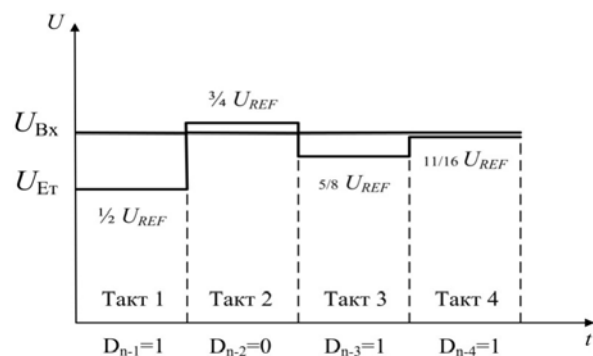 U
¾ U_REF
U_Вх
U_Ет
½ U_REF
5/8 U_REF
11/16 U_REF
Такт 1 Такт 2 Такт 3 Такт 4
t
D_n-1=1 D_n-2=0 D_n-3=1 D_n-4=1